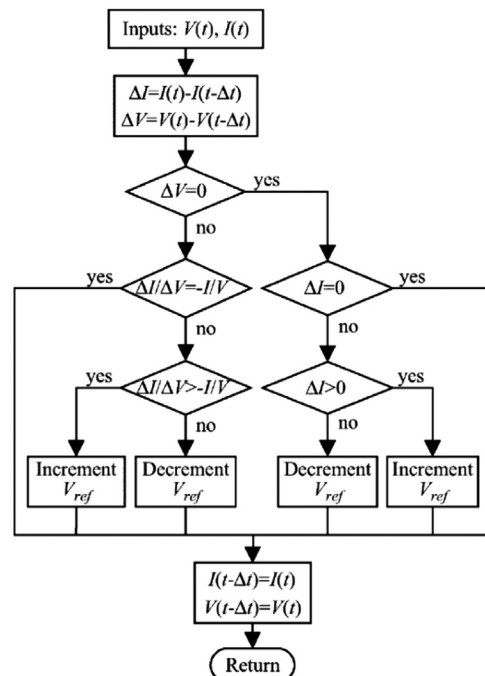 Inputs: V(t), I(t)
ΔI=I(t)-I(t-Δt)
ΔV=V(t)-V(t-Δt)
ΔV=0
yes
no
yes
ΔI/ΔV=-I/V
ΔI=0
yes
no
no
yes
ΔI/ΔV>-I/V
ΔI>0
yes
no
no
Increment
Vref
Decrement
Vref
Decrement
Vref
Increment
Vref
I(t-Δt)=I(t)
V(t-Δt)=V(t)
Return